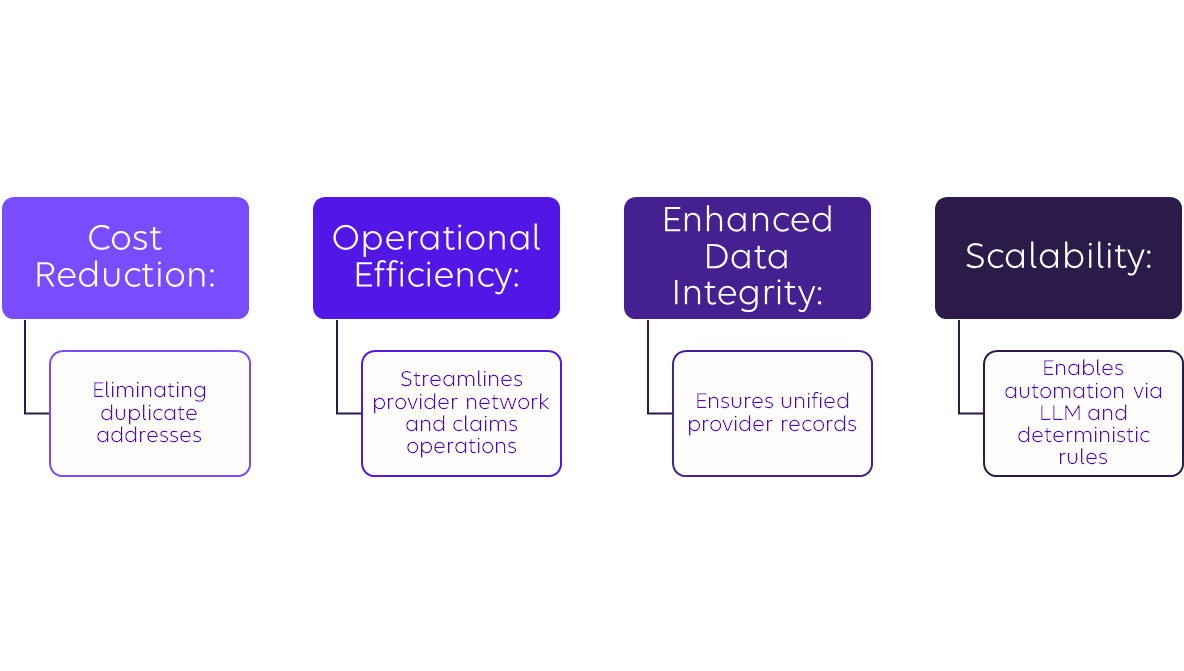 Cost
Reduction:
Eliminating
duplicate
addresses
Operational
Efficiency:
Streamlines
provider network
and claims
operations
Enhanced
Data
Integrity:
Ensures unified
provider records
Scalability:
Enables
automation via
LLM and
deterministic
rules